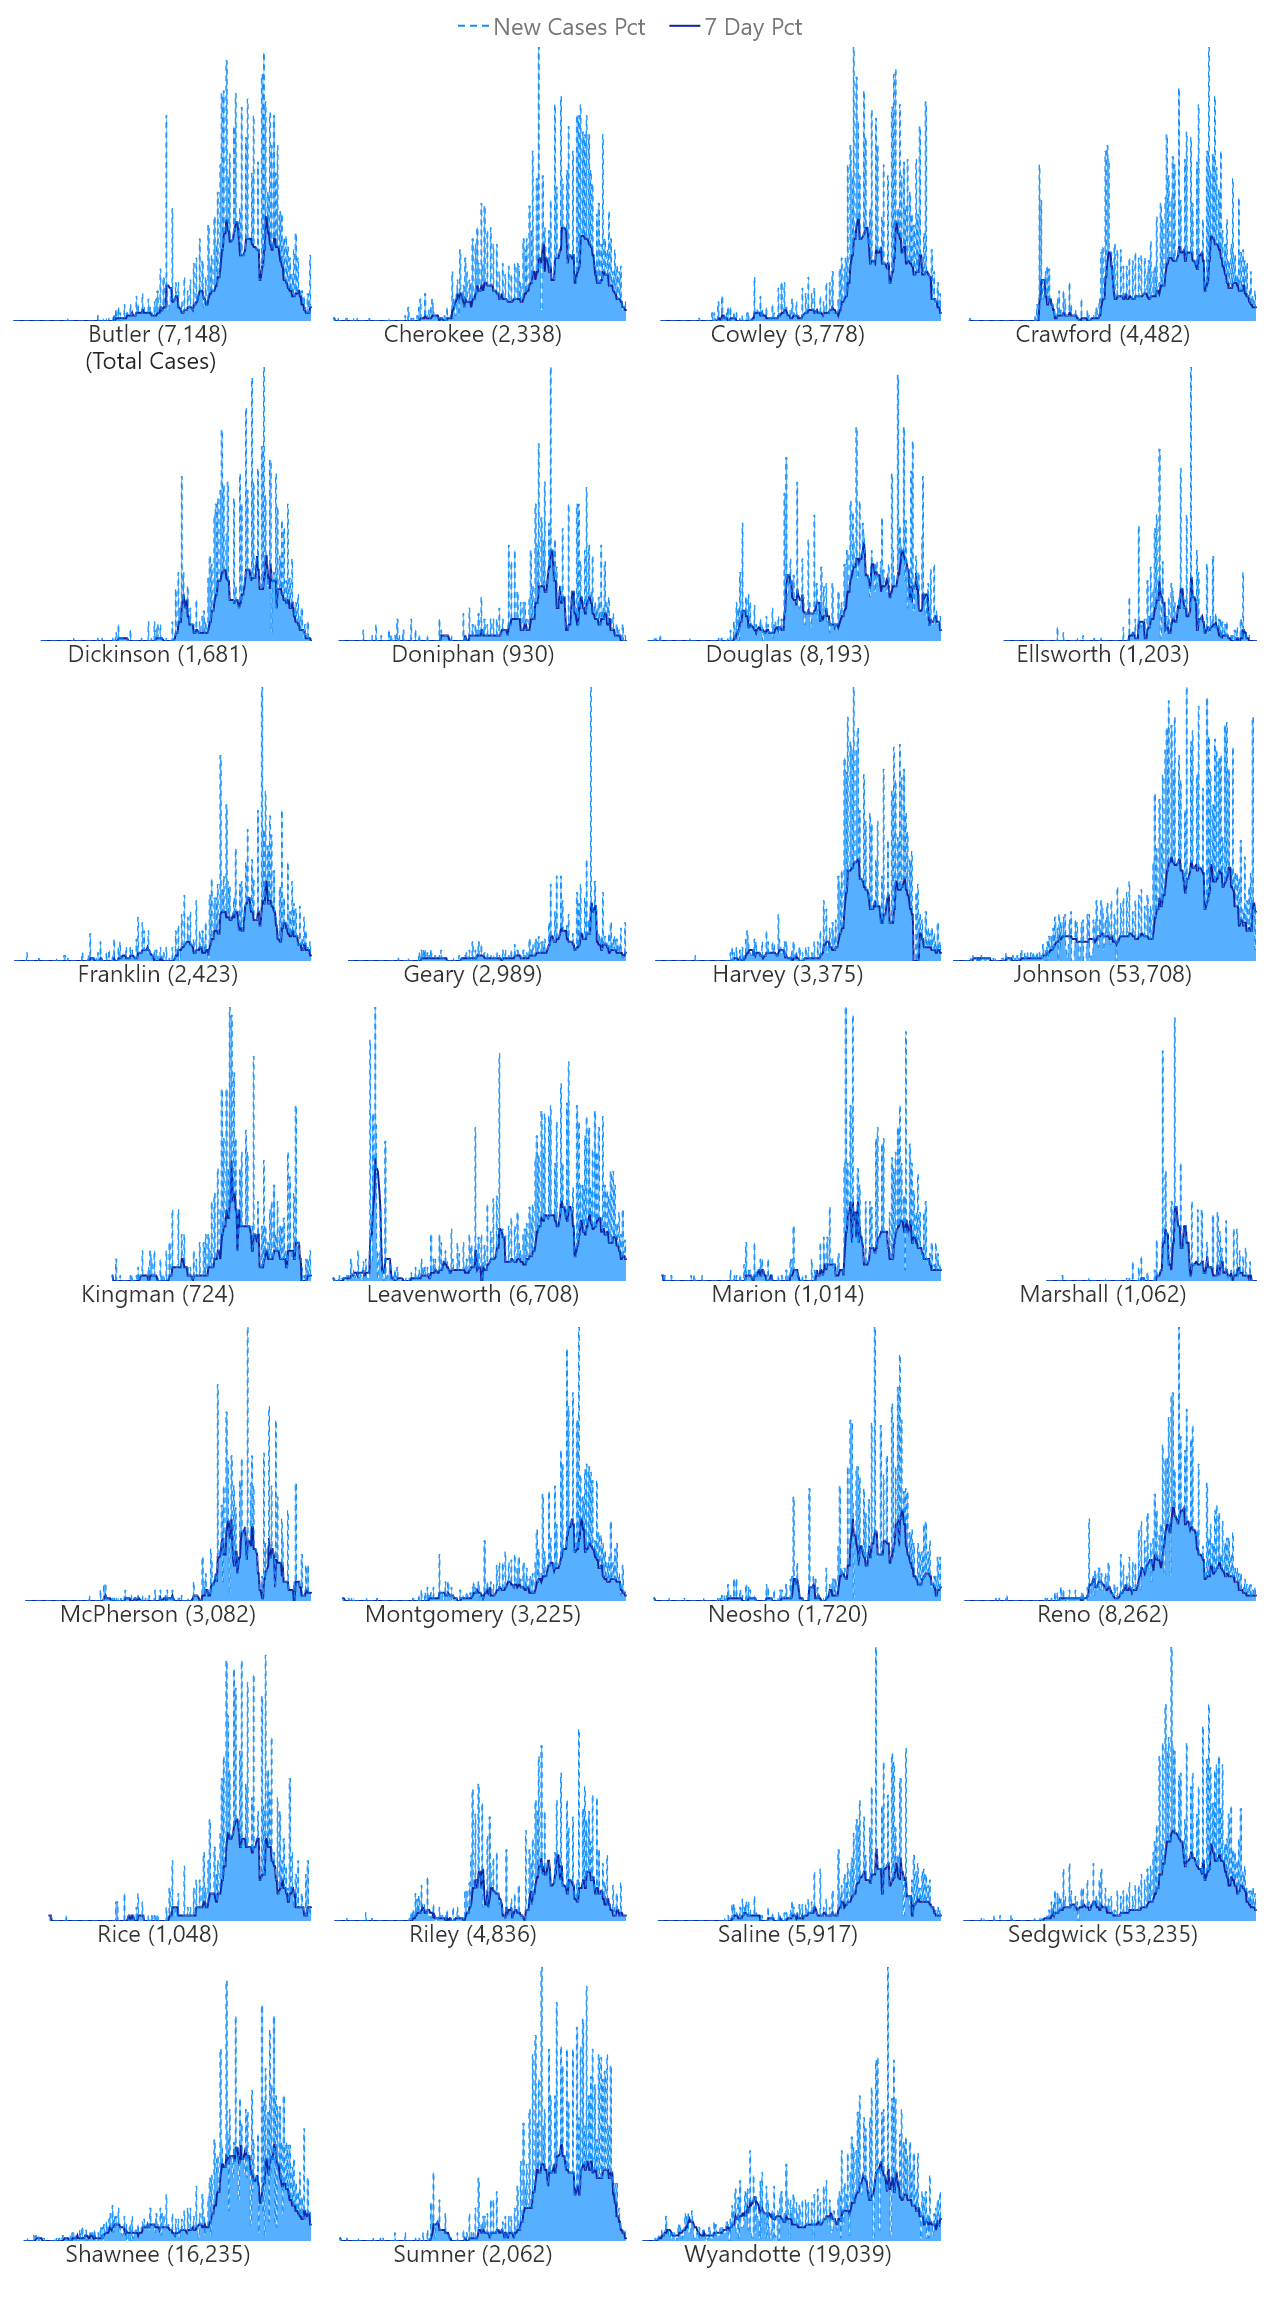 New Cases Pct 7 Day Pct
Butler (7,148) Cherokee (2,338) Cowley (3,778) Crawford (4,482)
(Total Cases)
Dickinson (1,681) Doniphan (930) Douglas (8,193) Ellsworth (1,203)
Franklin (2,423) Geary (2,989) Harvey (3,375) Johnson (53,708)
Kingman (724) Leavenworth (6,708) Marion (1,014) Marshall (1,062)
McPherson (3,082) Montgomery (3,225) Neosho (1,720) Reno (8,262)
Rice (1,048) Riley (4,836) Saline (5,917) Sedgwick (53,235)
Shawnee (16,235) Sumner (2,062) Wyandotte (19,039)